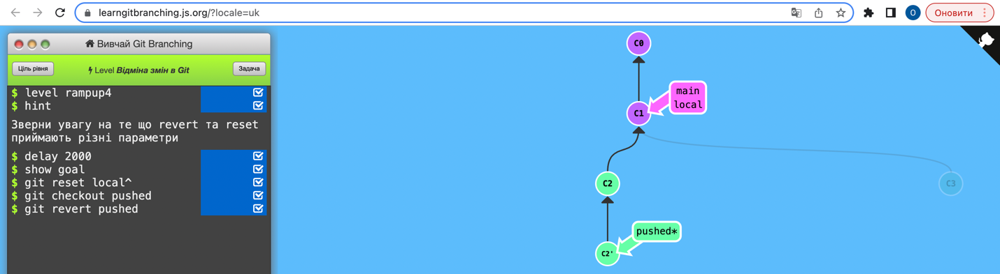 learngitbranching.js.org/?locale=uk
О
Оновити
Вивчай Git Branching
Ціль рівня
Level Відміна змін в Git
Задача
$ level rampup4
$ hint
Зверни увагу на те що revert та reset
приймають різні параметри
$ delay 2000
$ show goal
$ git reset local^
$ git checkout pushed
$ git revert pushed
C0
main
local
C1
C2
C3
pushed*
C2'